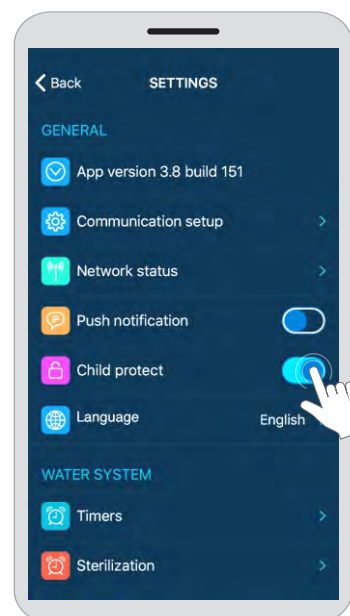 Back SETTINGS
GENERAL
App version 3.8 build 151
Communication setup
Network status
Push notification
Child protect
Language English
WATER SYSTEM
Timers
Sterilization